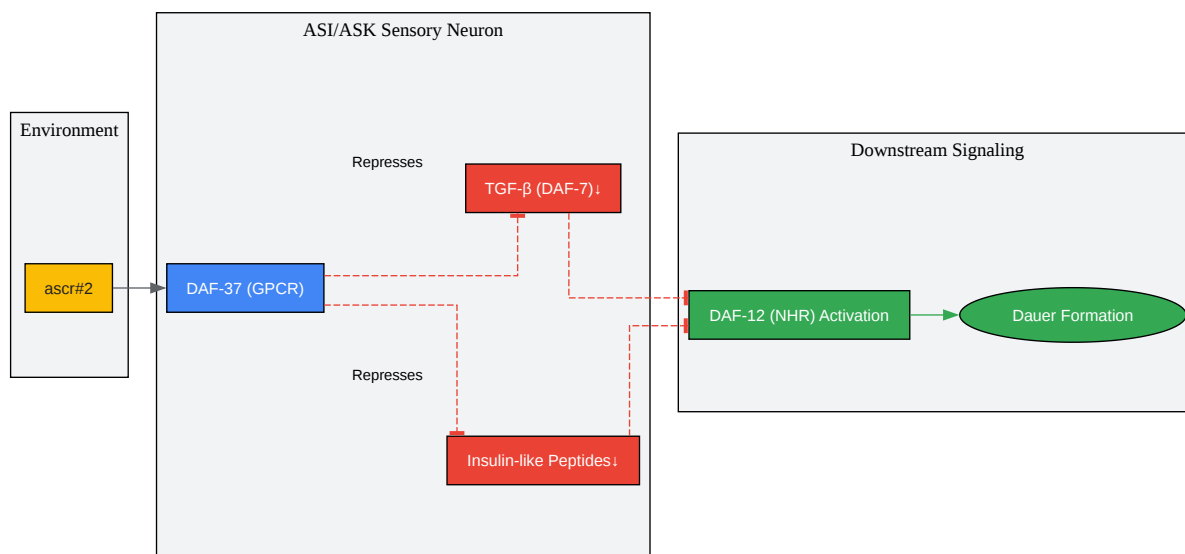 ASI/ASK Sensory Neuron
Environment
Downstream Signaling
Represses
TGF-β (DAF-7)↓
ascr#2
DAF-37 (GPCR)
DAF-12 (NHR) Activation
Dauer Formation
Represses
Insulin-like Peptides↓